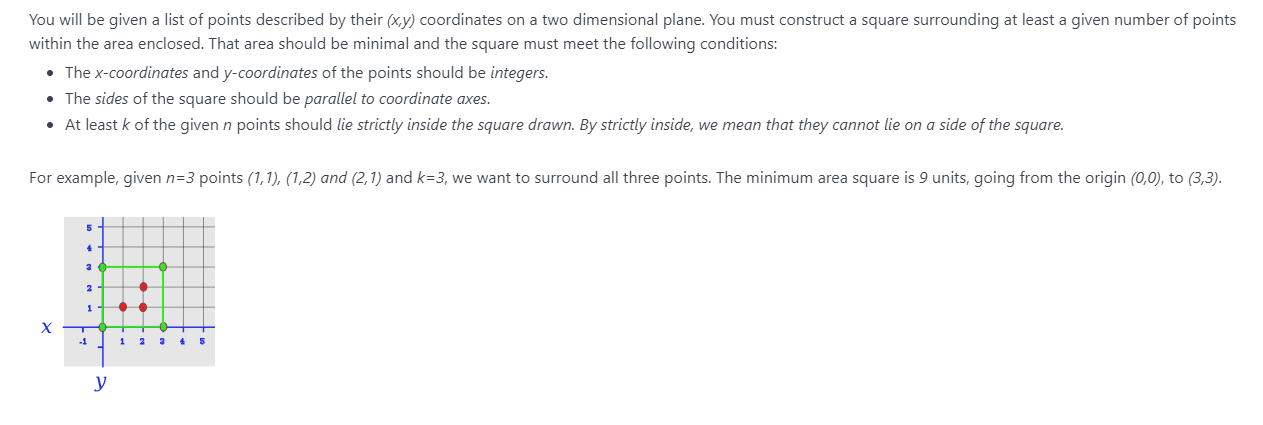 You will be given a list of points described by their (x,y) coordinates on a two dimensional plane. You must construct a square surrounding at least a given number of points
within the area enclosed. That area should be minimal and the square must meet the following conditions:
• The x-coordinates and y-coordinates of the points should be integers.
• The sides of the square should be parallel to coordinate axes.
• At least k of the given n points should lie strictly inside the square drawn. By strictly inside, we mean that they cannot lie on a side of the square.
For example, given n=3 points (1,1), (1,2) and (2,1) and k=3, we want to surround all three points. The minimum area square is 9 units, going from the origin (0,0), to (3,3).
5
4
3
2
1
X
-1 1 2 3 4 5
y